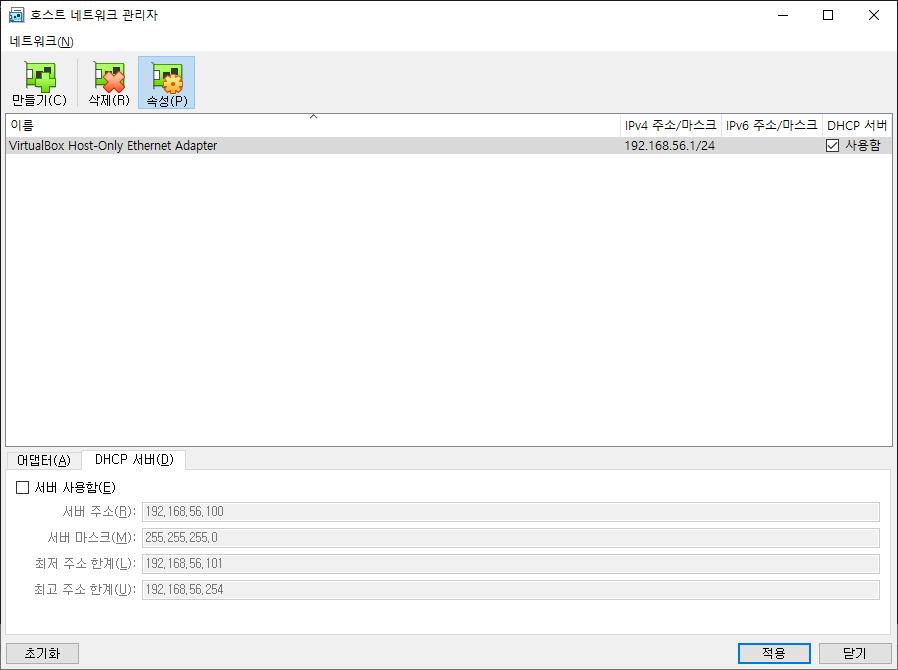 호스트 네트워크 관리자
네트워크(N)
만들기(C) 삭제(R) 속성(P)
이름 IPv4 주소/마스크 IPv6 주소/마스크 DHCP 서버
VirtualBox Host-Only Ethernet Adapter 192.168.56.1/24 사용함
어댑터(A) DHCP 서버(D)
서버 사용함(E)
서버 주소(R): 192.168.56.100
서버 마스크(M): 255.255.255.0
최저 주소 한계(L): 192.168.56.101
최고 주소 한계(U): 192.168.56.254
초기화 적용 닫기